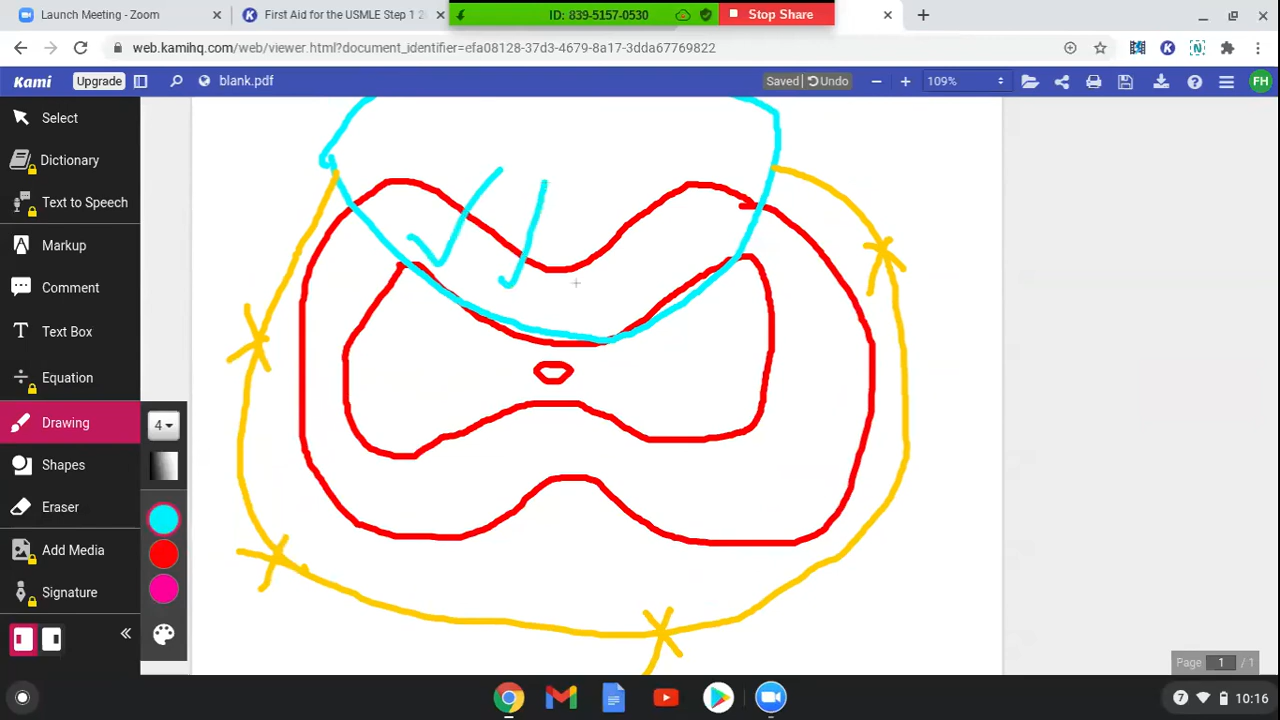 Launch Meeting - Zoom
First Aid for the USMLE Step 1 2
ID: 839-5157-0530
Stop Share
web.kamihq.com/web/viewer.html?document_identifier=efa08128-37d3-4679-8a17-3dda67769822
Kami
Upgrade
blank.pdf
Saved
Undo
109%
FH
Select
Dictionary
Text to Speech
Markup
Comment
Text Box
Equation
Drawing
4
Shapes
Eraser
Add Media
Signature
Page 1 / 1
7
10:16